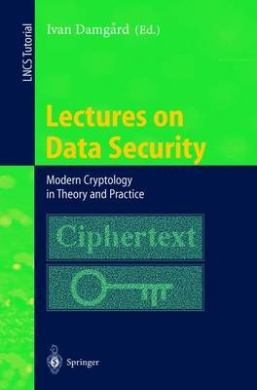 LNCS Tutorial
Ivan Damgård (Ed.)
Lectures on
Data Security
Modern Cryptology
in Theory and Practice
Ciphertext
Springer